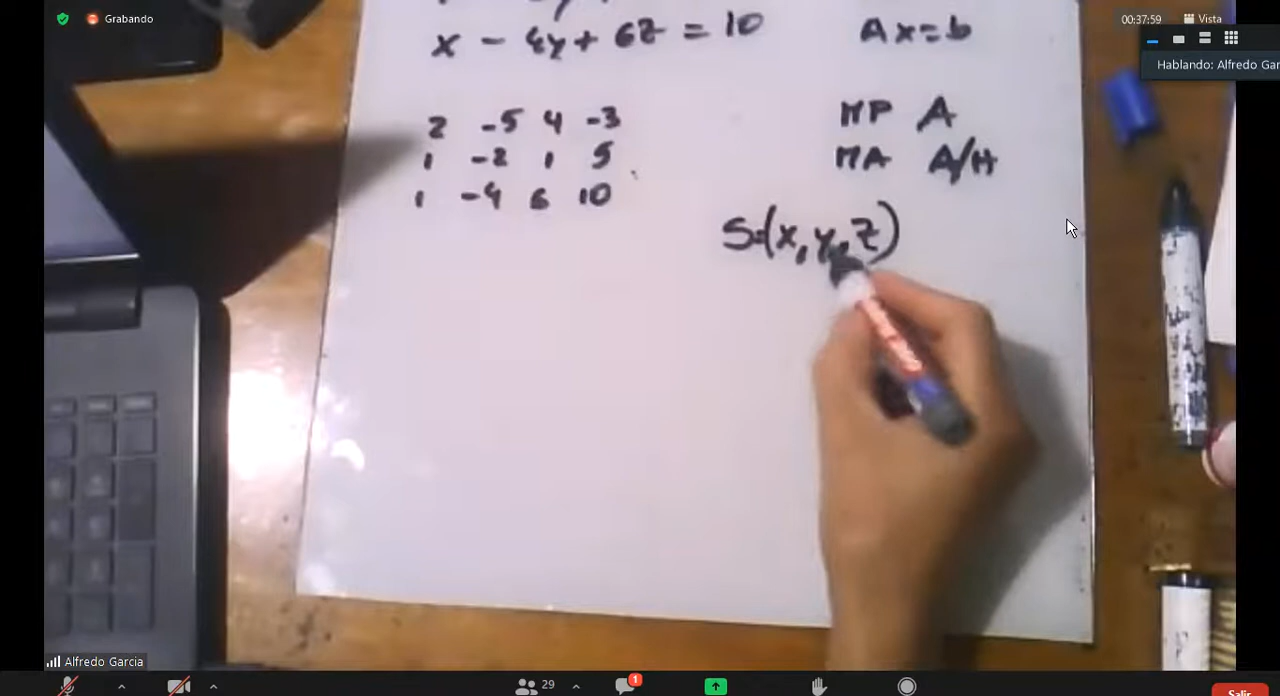 Grabando
00:37:59
Vista
Hablando: Alfredo Gar
x - 4y + 6z = 10
Ax=b
2 -5 4 -3
1 -2 1 5
1 -4 6 10
MP A
MA A/H
S=(x,y,z)
Alfredo Garcia
29
1
Salir